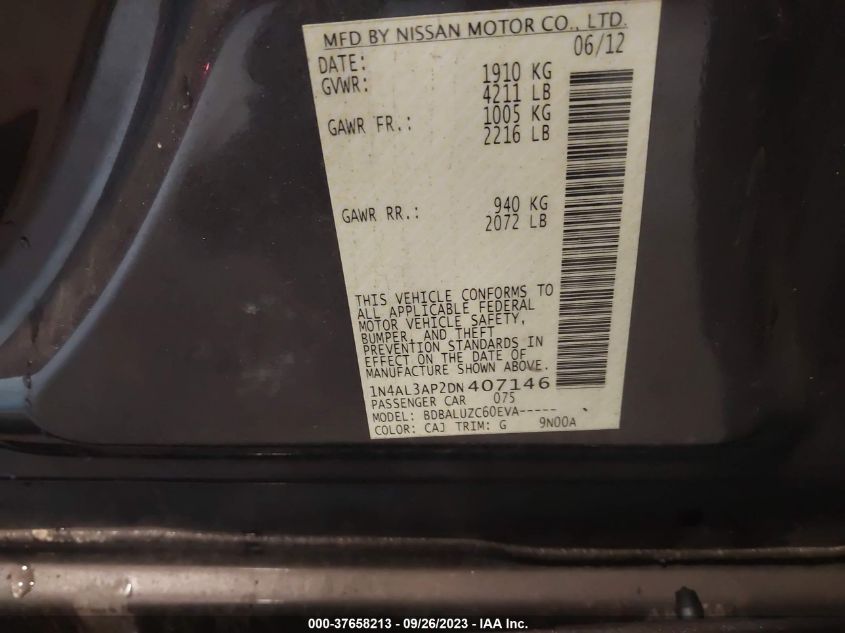 MFD BY NISSAN MOTOR CO., LTD.
DATE: 06/12
GVWR: 1910 KG
4211 LB
GAWR FR.: 1005 KG
2216 LB
GAWR RR.: 940 KG
2072 LB
THIS VEHICLE CONFORMS TO
ALL APPLICABLE FEDERAL
MOTOR VEHICLE SAFETY,
BUMPER, AND THEFT
PREVENTION STANDARDS IN
EFFECT ON THE DATE OF
MANUFACTURE SHOWN ABOVE.
1N4AL3AP2DN407146
PASSENGER CAR 075
MODEL: BDBALUZC60EVA-----
COLOR: CAJ TRIM: G 9N00A
000-37658213 - 09/26/2023 - IAA Inc.